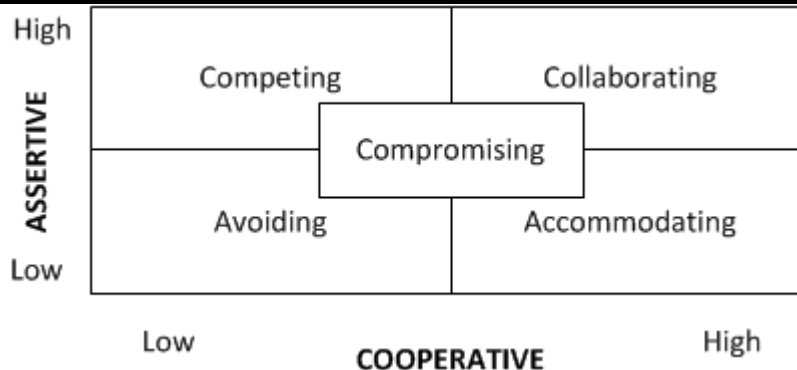 High
Competing
Collaborating
ASSERTIVE
Compromising
Avoiding
Accommodating
Low
Low
High
COOPERATIVE